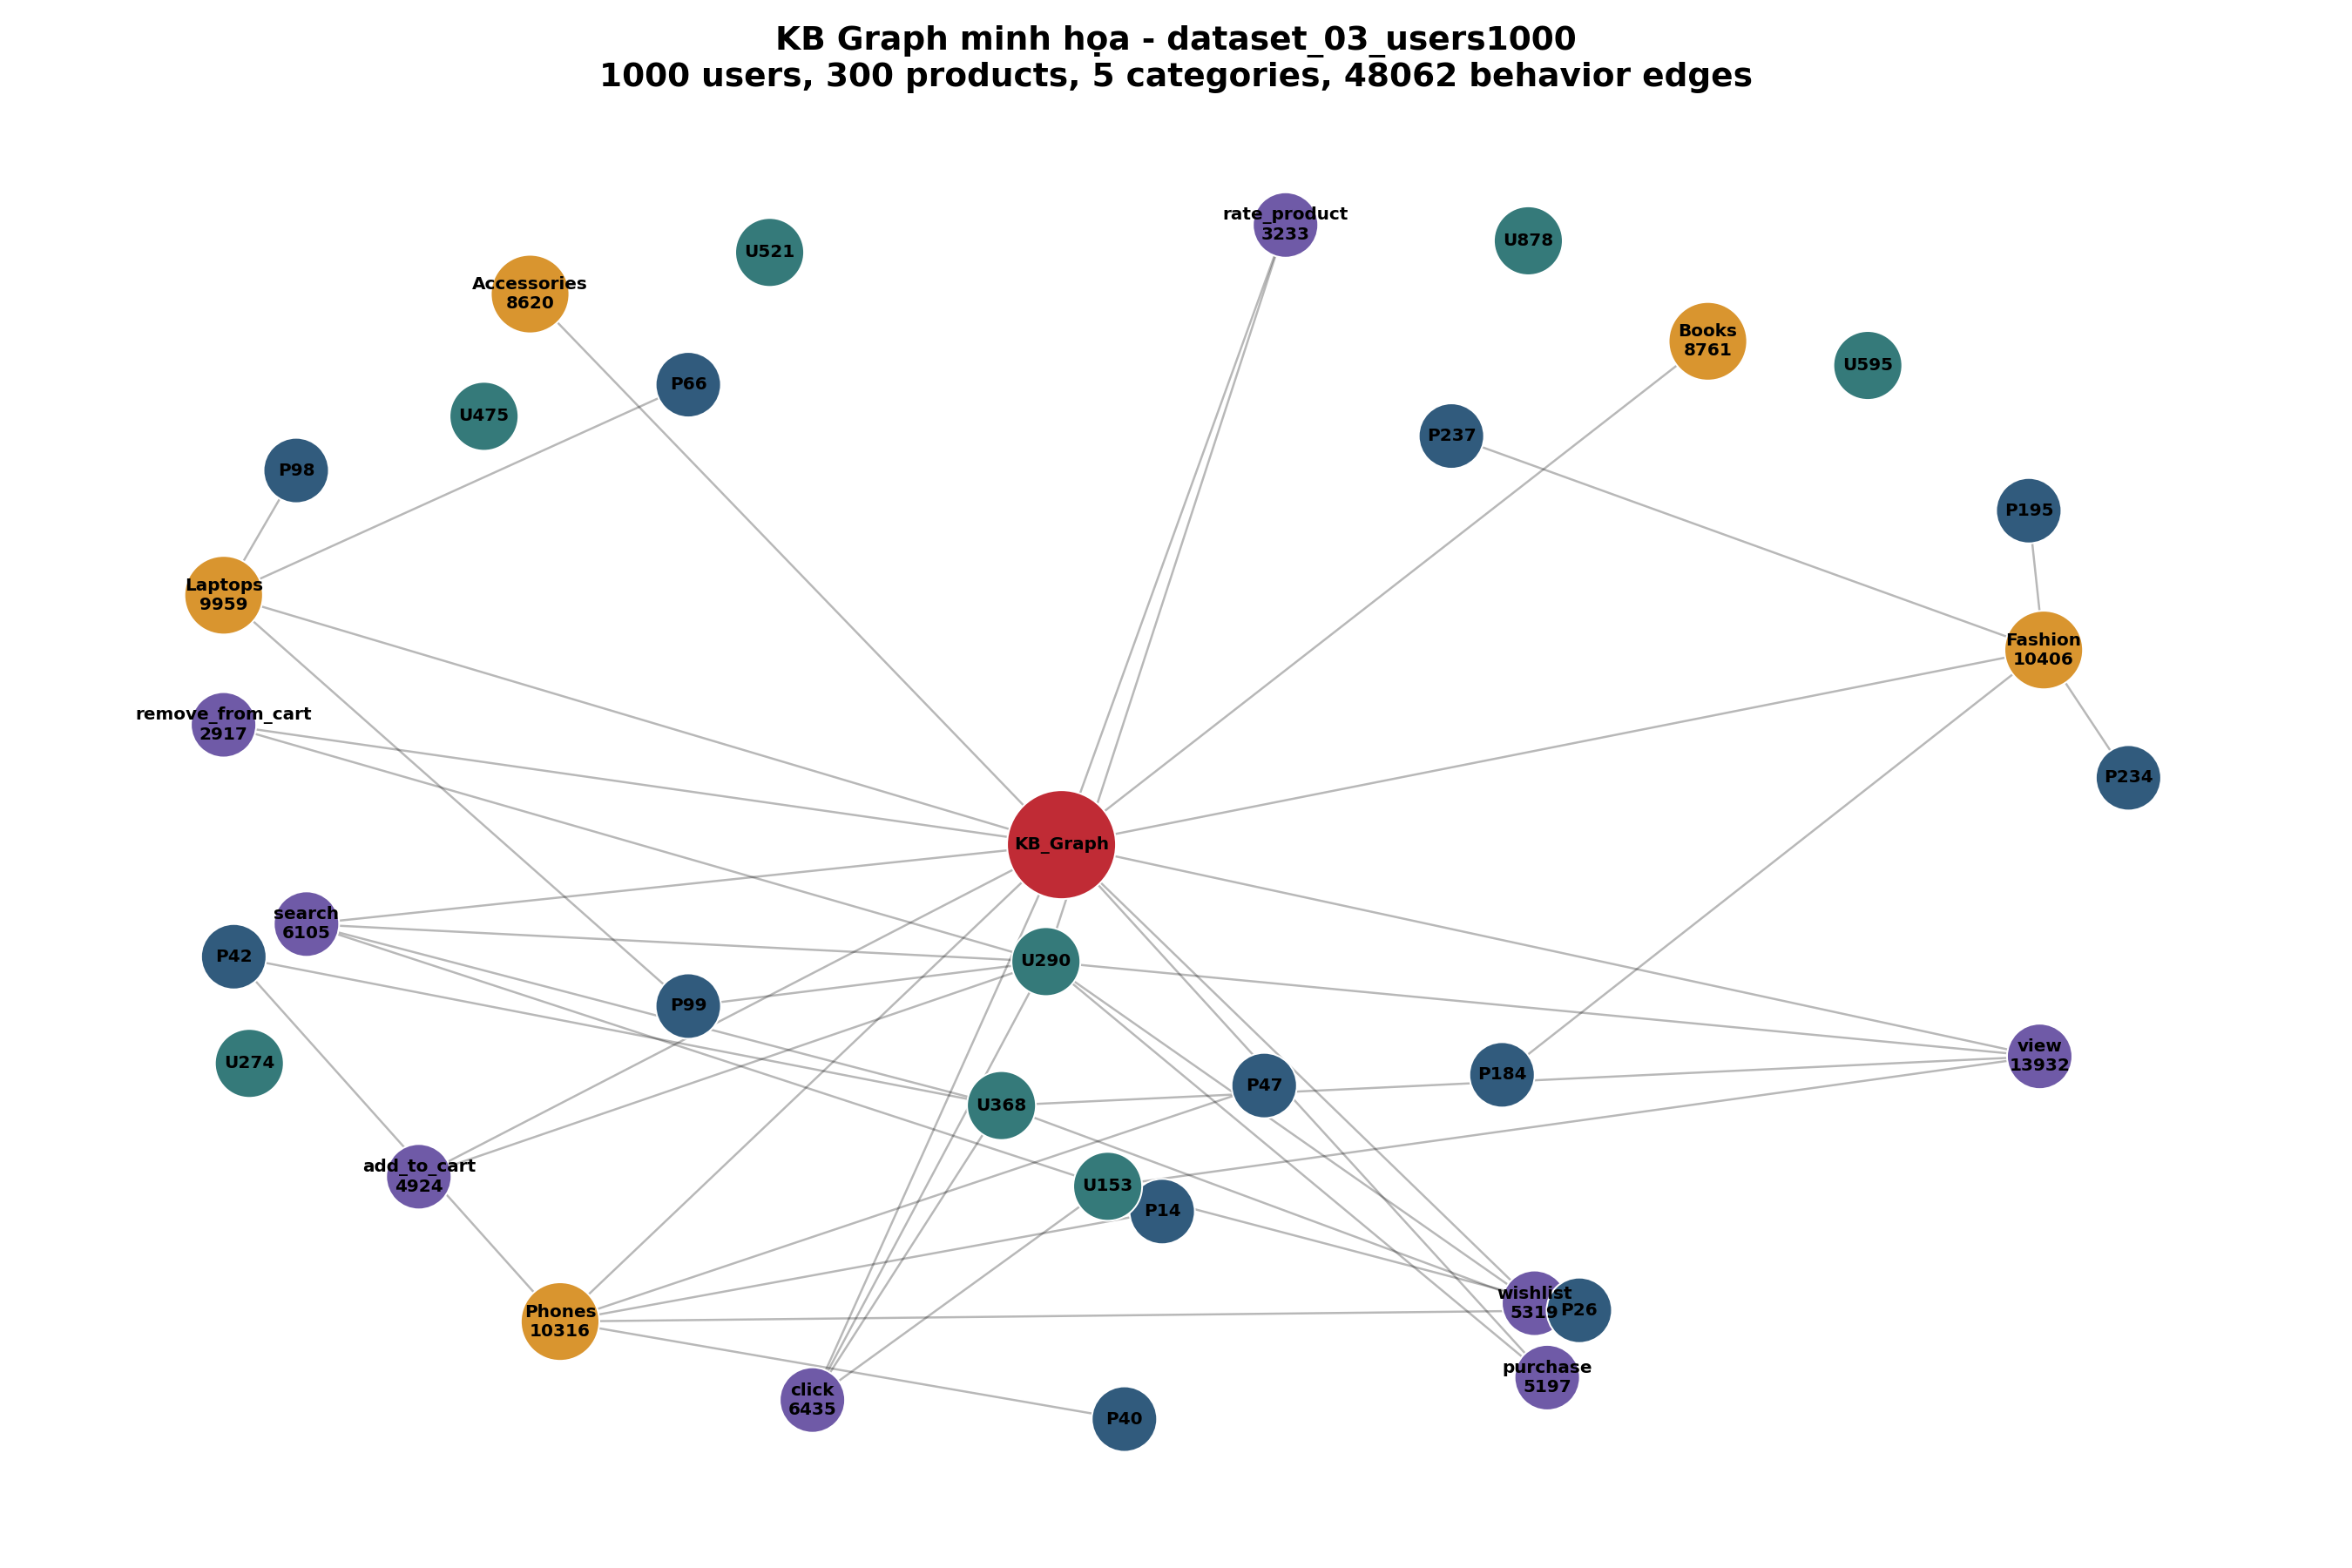 KB Graph minh họa - dataset_03_users1000
1000 users, 300 products, 5 categories, 48062 behavior edges
rate_product
3233
U878
U521
Accessories
8620
Books
8761
U595
P66
U475
P237
P98
P195
Laptops
9959
Fashion
10406
remove_from_cart
2917
P234
KB_Graph
search
6105
P42
U290
P99
view
13932
U274
P184
P47
U368
add_to_cart
4924
U153
P14
wishlist
5319
P26
Phones
10316
purchase
5197
click
6435
P40